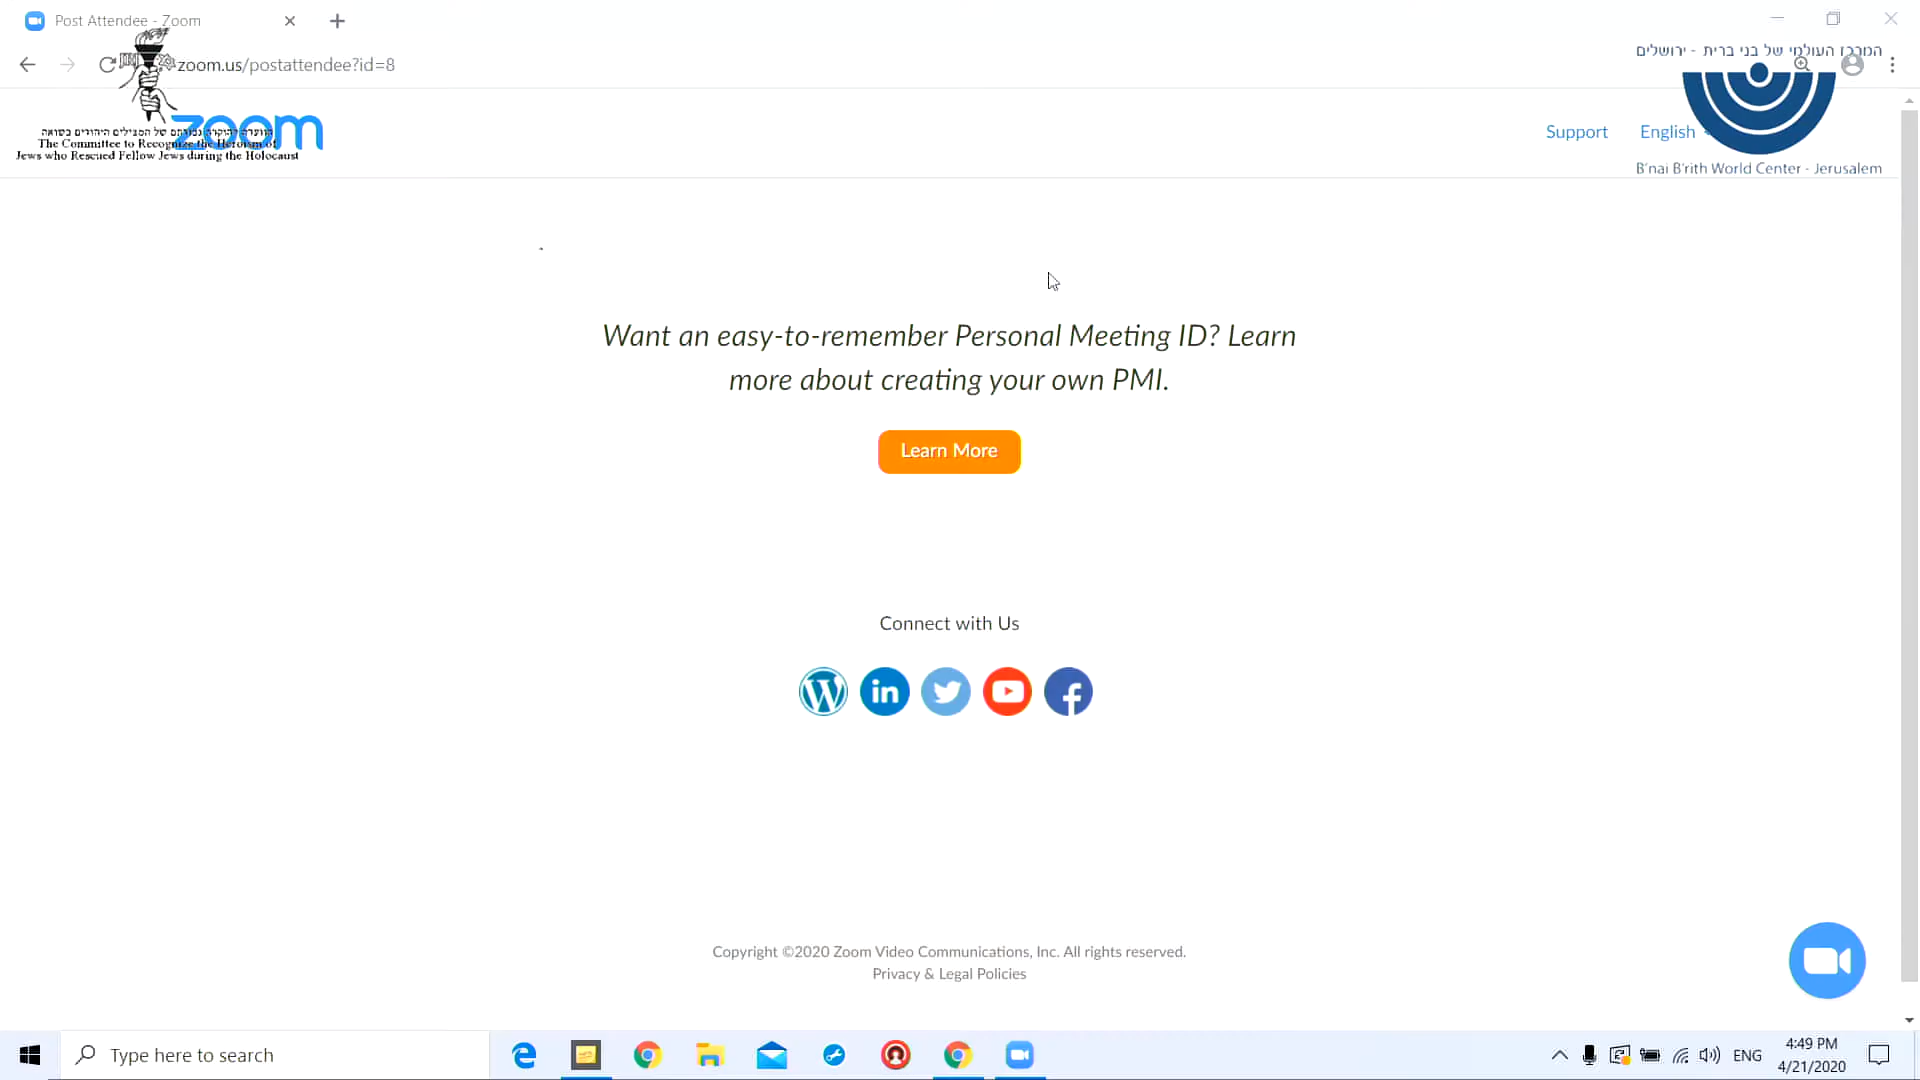 Post Attendee - Zoom
zoom.us/postattendee?id=8
המרכז העולמי של בני ברית - ירושלים
zoom
של המצילים היהודים בשואה
The Committee to Recognize the Heroism of
Jews who Rescued Fellow Jews during the Holocaust
Support
English
B'nai B'rith World Center - Jerusalem
Want an easy-to-remember Personal Meeting ID? Learn
more about creating your own PMI.
Learn More
Connect with Us
Copyright ©2020 Zoom Video Communications, Inc. All rights reserved.
Privacy & Legal Policies
Type here to search
ENG
4:49 PM
4/21/2020